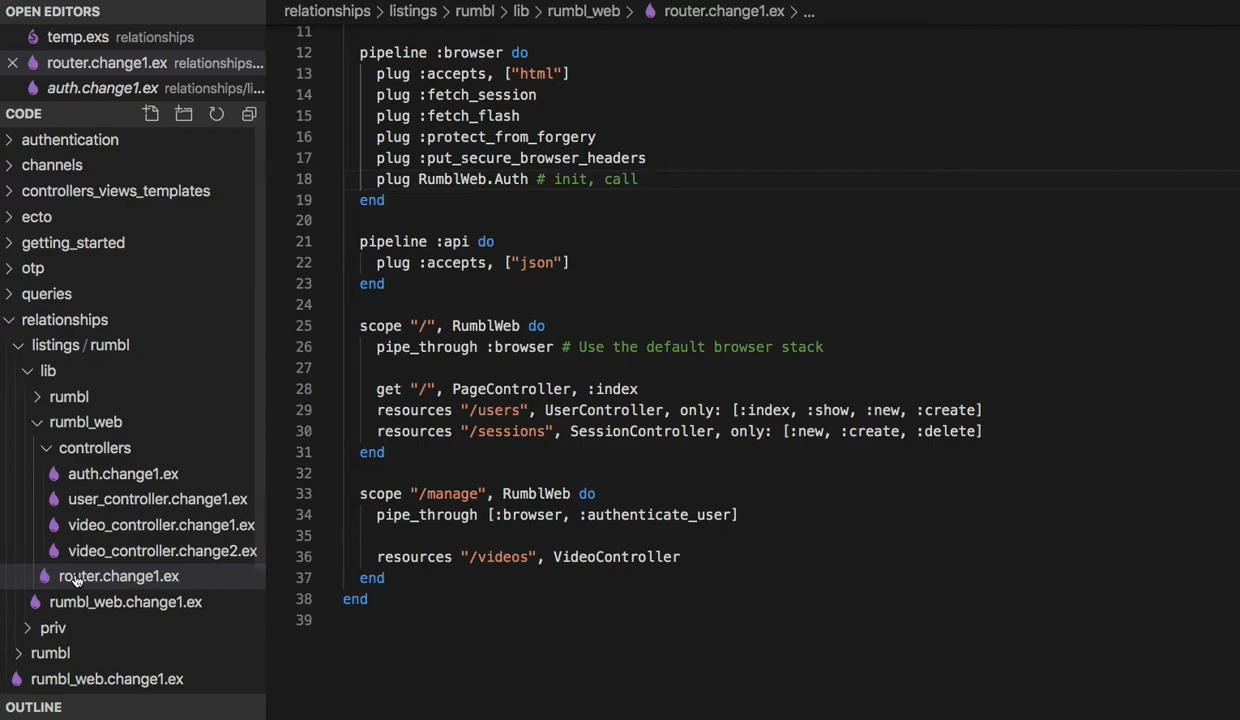 OPEN EDITORS
temp.exs relationships
router.change1.ex relationships...
auth.change1.ex relationships/li...
CODE
authentication
channels
controllers_views_templates
ecto
getting_started
otp
queries
relationships
listings / rumbl
lib
rumbl
rumbl_web
controllers
auth.change1.ex
user_controller.change1.ex
video_controller.change1.ex
video_controller.change2.ex
router.change1.ex
rumbl_web.change1.ex
priv
rumbl
rumbl_web.change1.ex
OUTLINE
relationships > listings > rumbl > lib > rumbl_web > router.change1.ex > ...
11
12 pipeline :browser do
13 plug :accepts, ["html"]
14 plug :fetch_session
15 plug :fetch_flash
16 plug :protect_from_forgery
17 plug :put_secure_browser_headers
18 plug RumblWeb.Auth # init, call
19 end
20
21 pipeline :api do
22 plug :accepts, ["json"]
23 end
24
25 scope "/", RumblWeb do
26 pipe_through :browser # Use the default browser stack
27
28 get "/", PageController, :index
29 resources "/users", UserController, only: [:index, :show, :new, :create]
30 resources "/sessions", SessionController, only: [:new, :create, :delete]
31 end
32
33 scope "/manage", RumblWeb do
34 pipe_through [:browser, :authenticate_user]
35
36 resources "/videos", VideoController
37 end
38 end
39